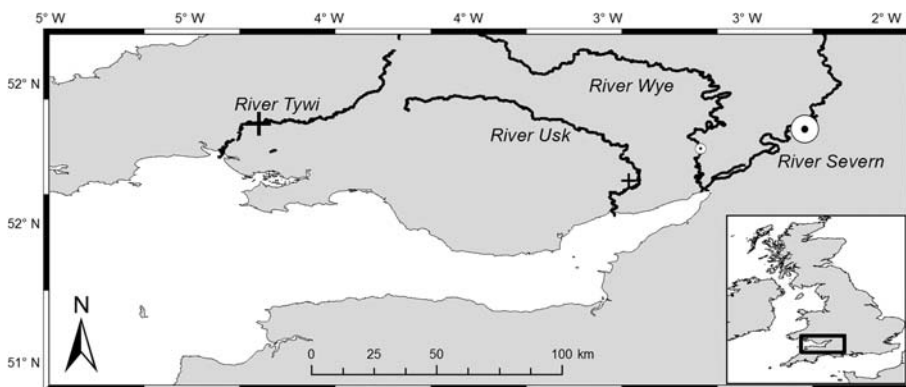 5° W 5° W 4° W 4° W 3° W 3° W 2° W
52° N
River Wye
River Tywi
River Usk
River Severn
52° N
N
0 25 50 100 km
51° N